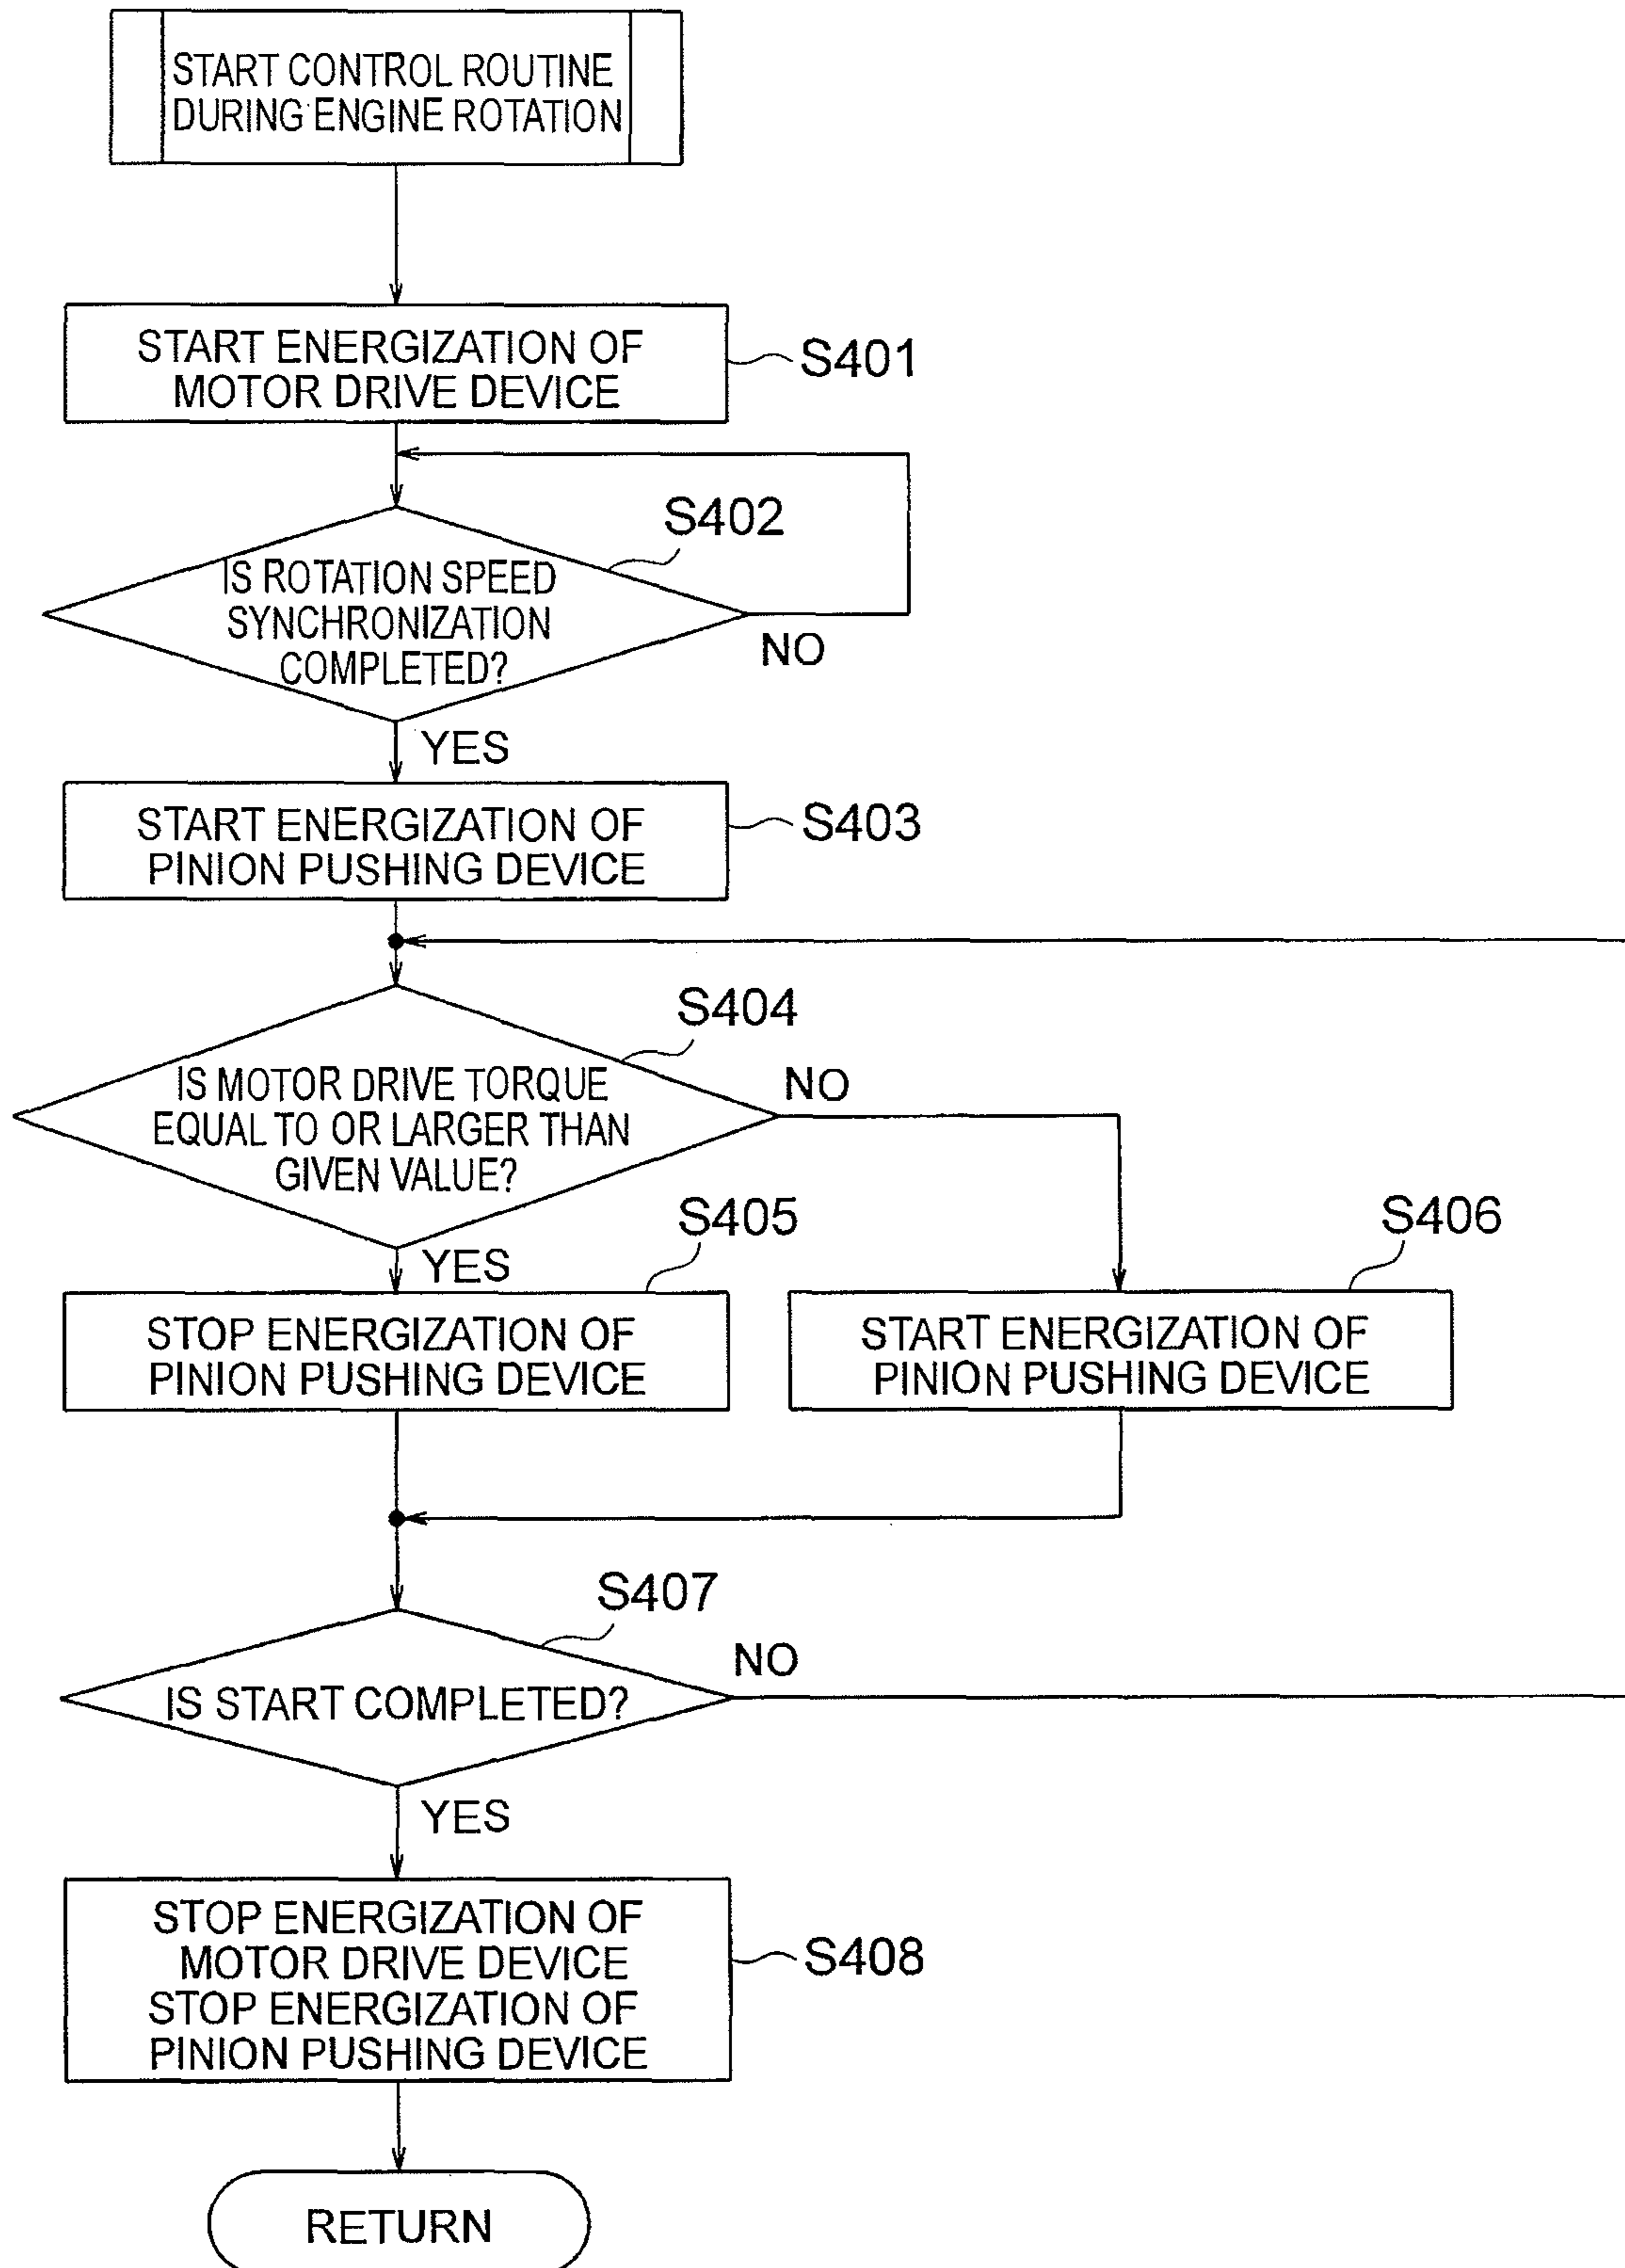 START CONTROL ROUTINE
DURING ENGINE ROTATION
START ENERGIZATION OF
MOTOR DRIVE DEVICE
S401
S402
IS ROTATION SPEED
SYNCHRONIZATION
COMPLETED?
NO
YES
START ENERGIZATION OF
PINION PUSHING DEVICE
S403
S404
IS MOTOR DRIVE TORQUE
EQUAL TO OR LARGER THAN
GIVEN VALUE?
NO
YES
S405
S406
STOP ENERGIZATION OF
PINION PUSHING DEVICE
START ENERGIZATION OF
PINION PUSHING DEVICE
S407
IS START COMPLETED?
NO
YES
STOP ENERGIZATION OF
MOTOR DRIVE DEVICE
STOP ENERGIZATION OF
PINION PUSHING DEVICE
S408
RETURN